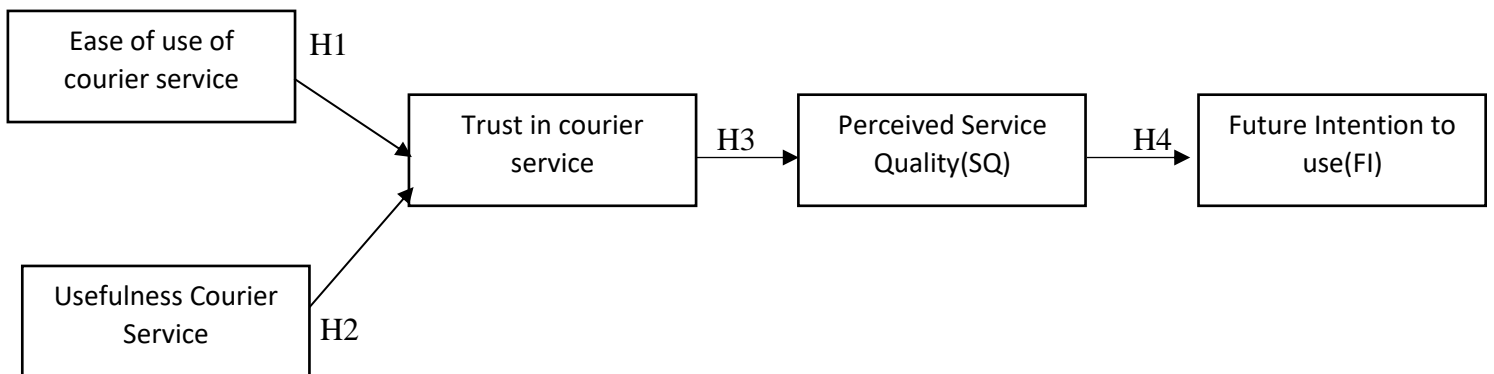 Ease of use of
courier service
H1
Trust in courier
service
H3
Perceived Service
Quality(SQ)
H4
Future Intention to
use(FI)
Usefulness Courier
Service
H2